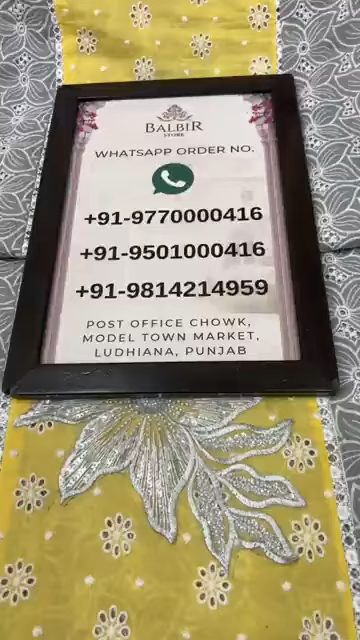 BALBIR
STORE
WHATSAPP ORDER NO.
+91-9770000416
+91-9501000416
+91-9814214959
POST OFFICE CHOWK,
MODEL TOWN MARKET,
LUDHIANA, PUNJAB